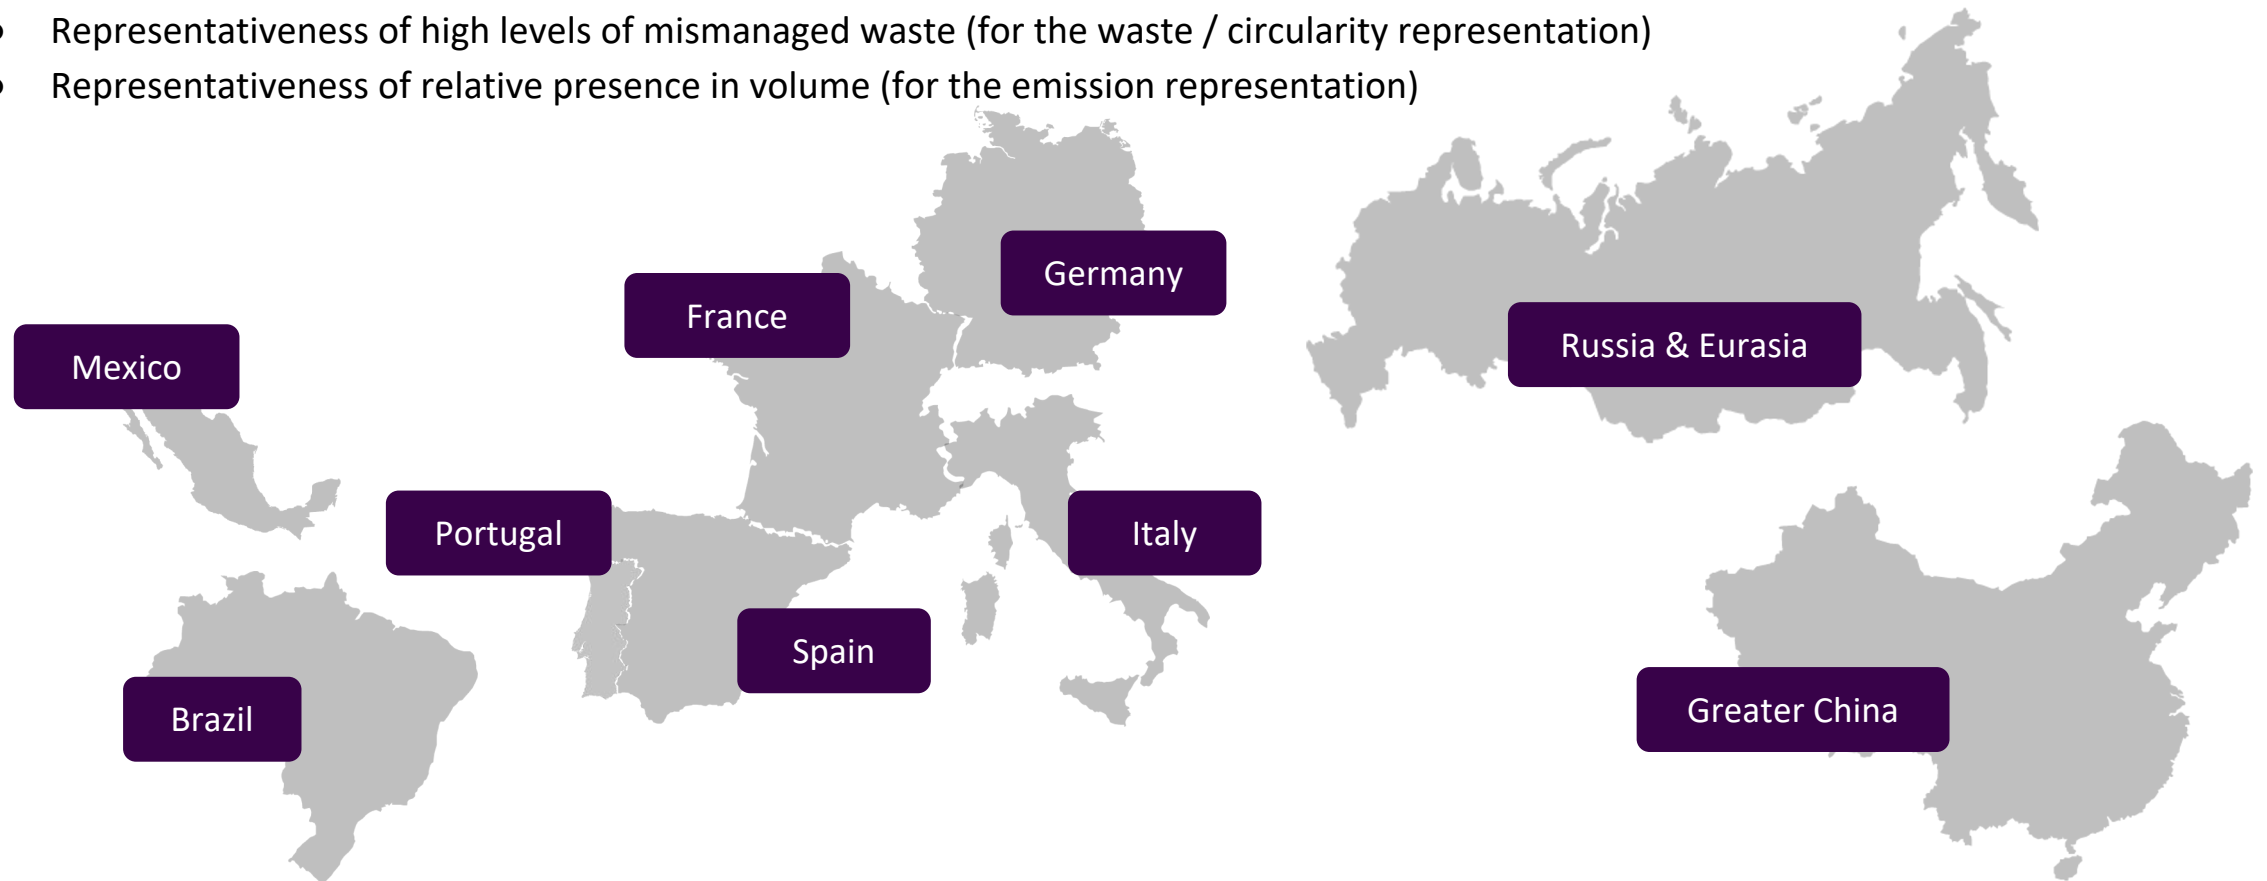 • Representativeness of high levels of mismanaged waste (for the waste / circularity representation)
• Representativeness of relative presence in volume (for the emission representation)
Germany
France
Russia & Eurasia
Mexico
Portugal
Italy
Spain
Greater China
Brazil